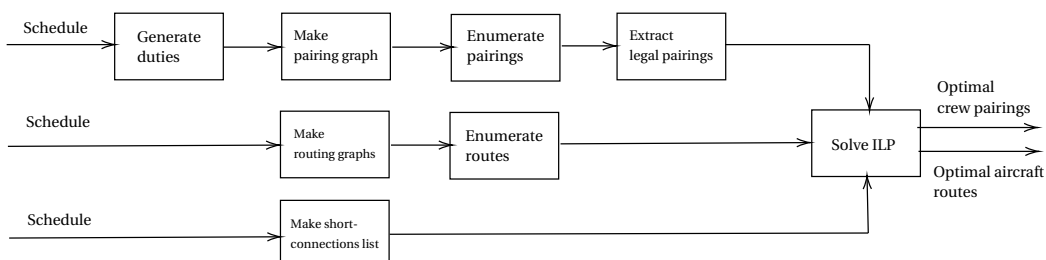 Schedule
Generate
duties
Make
pairing graph
Enumerate
pairings
Extract
legal pairings
Schedule
Make
routing graphs
Enumerate
routes
Solve ILP
Optimal
crew pairings
Optimal aircraft
routes
Schedule
Make short-
connections list